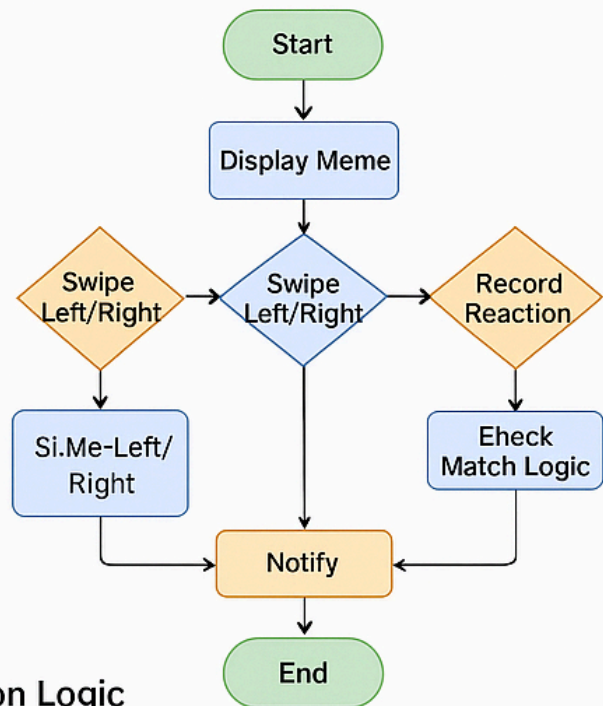 Start
Display Meme
Swipe
Left/Right
Swipe
Left/Right
Record
Reaction
Si.Me-Left/
Right
Eheck
Match Logic
Notify
End
on Logic